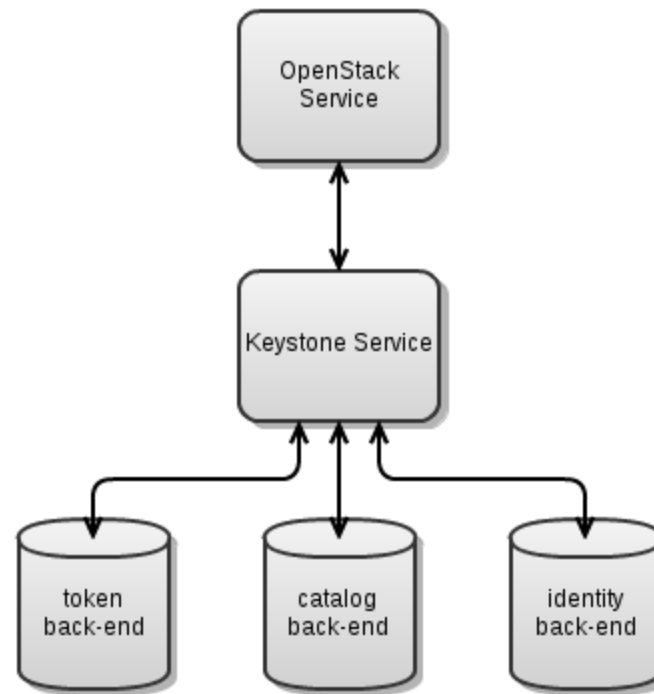 OpenStack
Service
Keystone Service
token
back-end
catalog
back-end
identity
back-end